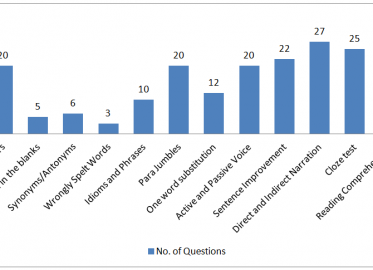 20
5
6
3
10
20
12
20
22
27
25
in the blanks
Synonyms/Antonyms
Wrongly Spelt Words
Idioms and Phrases
Para Jumbles
One word substitution
Active and Passive Voice
Sentence Improvement
Direct and Indirect Narration
Cloze test
Reading Comprehe
No. of Questions